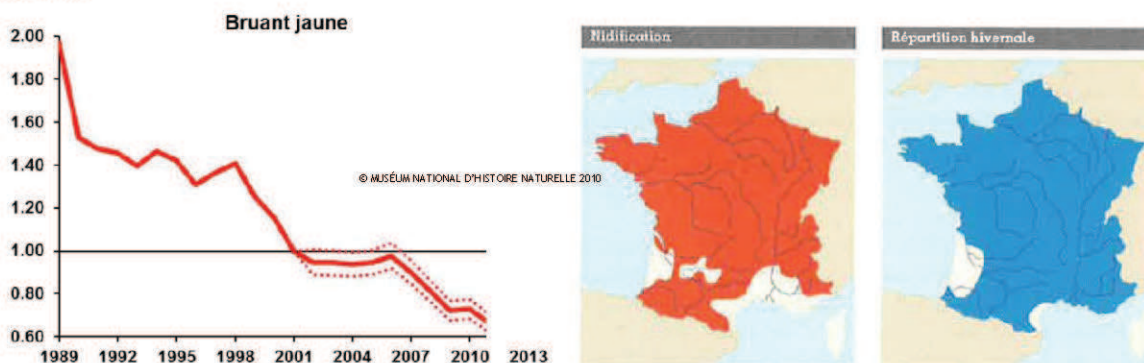 Bruant jaune
2.00
1.80
1.60
1.40
1.20
1.00
0.80
0.60
1989 1992 1995 1998 2001 2004 2007 2010 2013
© MUSÉUM NATIONAL D'HISTOIRE NATURELLE 2010
Nidification
Répartition hivernale